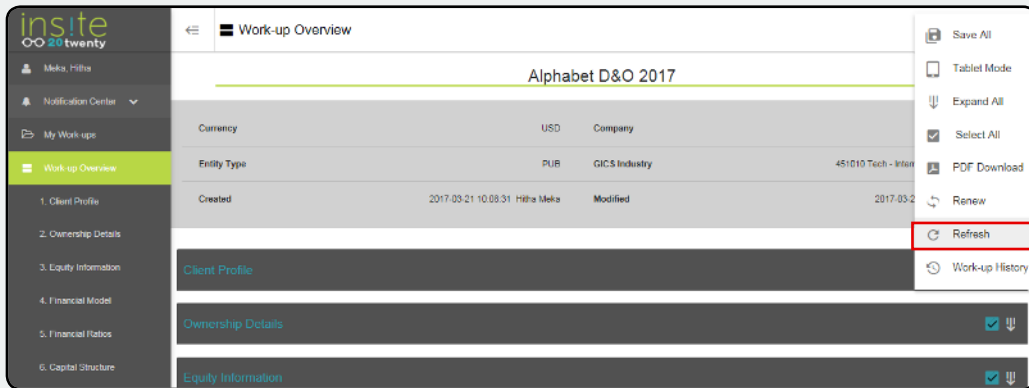 ins!te
20twenty
Meka, Hitha
Notification Center
My Work-ups
Work-up Overview
1. Client Profile
2. Ownership Details
3. Equity Information
4. Financial Model
5. Financial Ratios
6. Capital Structure
Work-up Overview
Alphabet D&O 2017
Currency USD Company
Entity Type PUB GICS Industry 451010 Tech - Intern
Created 2017-03-21 10:08:31 Hitha Meka Modified 2017-03-2
Client Profile
Ownership Details
Equity Information
Save All
Tablet Mode
Expand All
Select All
PDF Download
Renew
Refresh
Work-up History